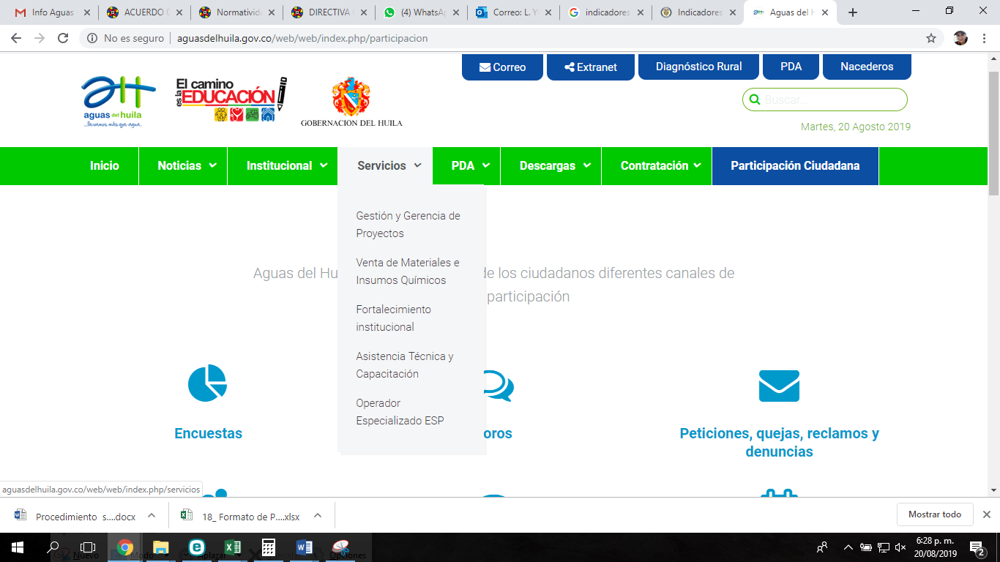 Info Aguas
ACUERDO
Normativid
DIRECTIVA
(4) WhatsAp
Correo: L. Y
indicadores
Indicadores
Aguas del H
No es seguro
aguasdelhuila.gov.co/web/web/index.php/participacion
Correo
Extranet
Diagnóstico Rural
PDA
Nacederos
aguas del huila
...llevamos más que agua.
El camino
es la EDUCACIÓN
GOBERNACION DEL HUILA
Buscar...
Martes, 20 Agosto 2019
Inicio
Noticias
Institucional
Servicios
PDA
Descargas
Contratación
Participación Ciudadana
Gestión y Gerencia de
Proyectos
Venta de Materiales e
Insumos Químicos
Fortalecimiento
institucional
Asistencia Técnica y
Capacitación
Operador
Especializado ESP
Aguas del Hu
de los ciudadanos diferentes canales de
participación
Encuestas
oros
Peticiones, quejas, reclamos y
denuncias
aguasdelhuila.gov.co/web/web/index.php/servicios
Procedimiento s....docx
18_ Formato de P....xlsx
Mostrar todo
Nuevo
Modo
Aplazar
Opciones
6:28 p. m.
20/08/2019
2